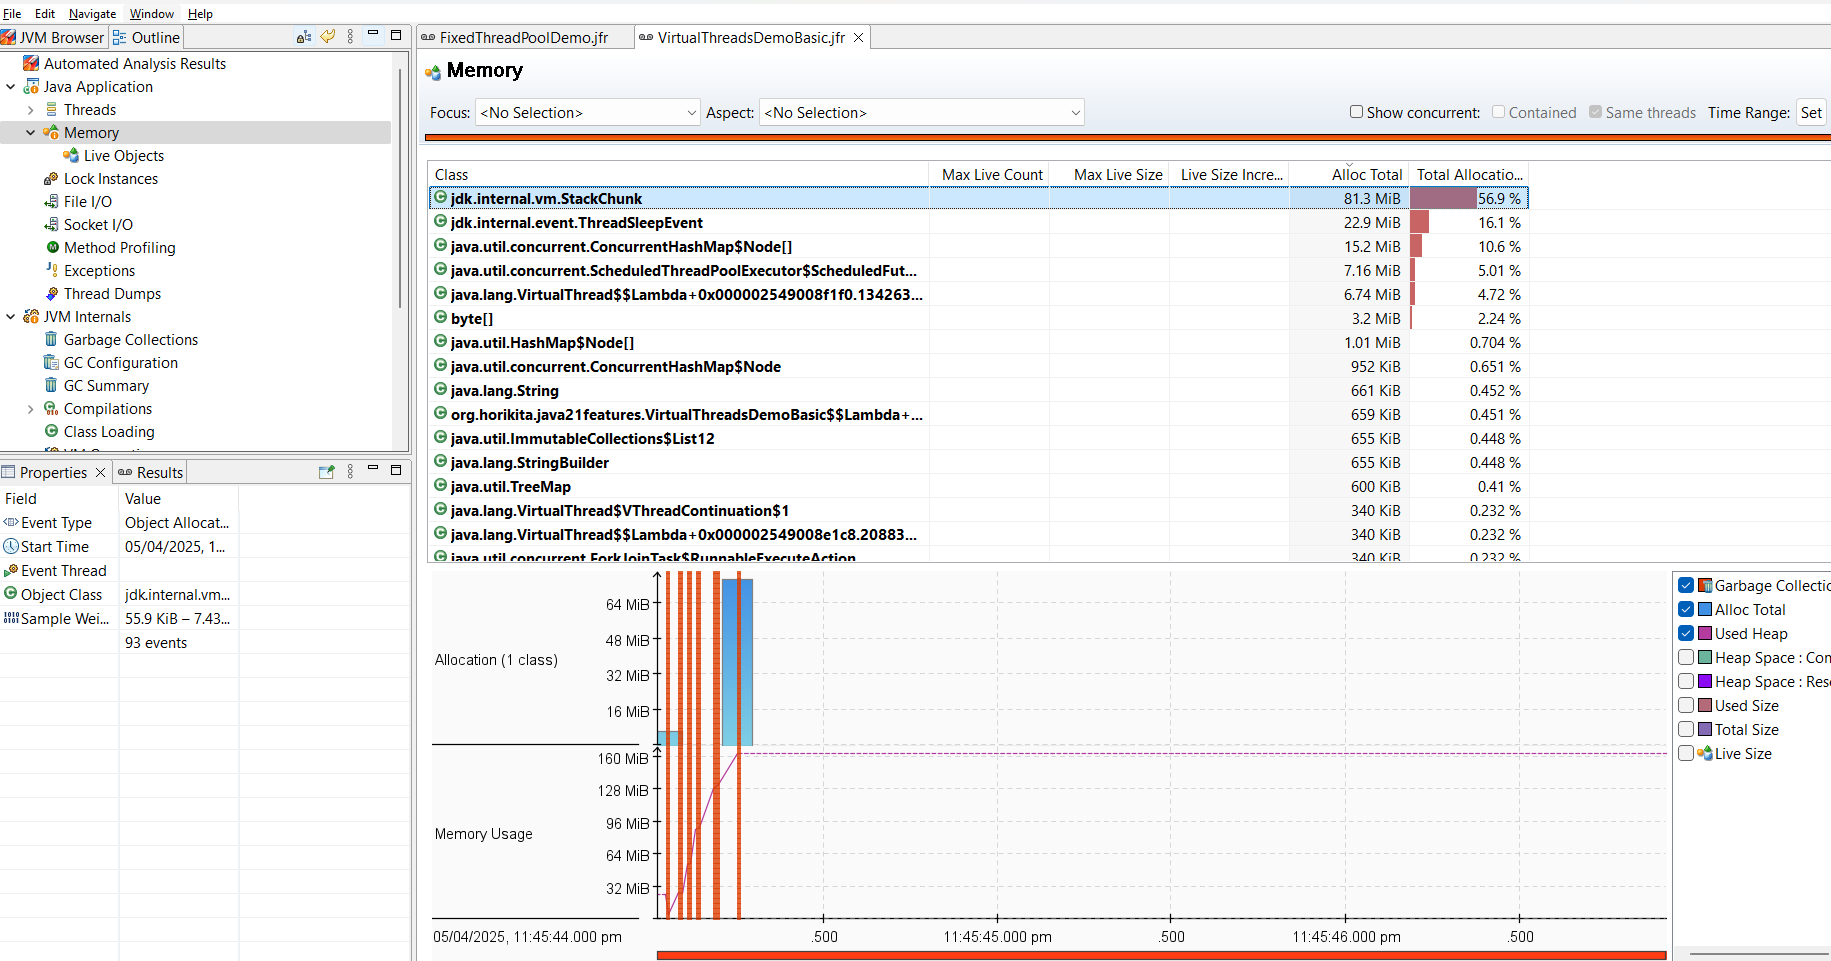 File Edit Navigate Window Help
JVM Browser Outline
Automated Analysis Results
Java Application
Threads
Memory
Live Objects
Lock Instances
File I/O
Socket I/O
Method Profiling
Exceptions
Thread Dumps
JVM Internals
Garbage Collections
GC Configuration
GC Summary
Compilations
Class Loading
Properties Results
Field Value
Event Type Object Allocat...
Start Time 05/04/2025, 1...
Event Thread
Object Class jdk.internal.vm...
Sample Wei... 55.9 KiB – 7.43...
93 events
FixedThreadPoolDemo.jfr VirtualThreadsDemoBasic.jfr
Memory
Focus: <No Selection> Aspect: <No Selection> Show concurrent: Contained Same threads Time Range: Set
Class Max Live Count Max Live Size Live Size Incre... Alloc Total Total Allocatio...
jdk.internal.vm.StackChunk 81.3 MiB 56.9 %
jdk.internal.event.ThreadSleepEvent 22.9 MiB 16.1 %
java.util.concurrent.ConcurrentHashMap$Node[] 15.2 MiB 10.6 %
java.util.concurrent.ScheduledThreadPoolExecutor$ScheduledFut... 7.16 MiB 5.01 %
java.lang.VirtualThread$$Lambda+0x000002549008f1f0.134263... 6.74 MiB 4.72 %
byte[] 3.2 MiB 2.24 %
java.util.HashMap$Node[] 1.01 MiB 0.704 %
java.util.concurrent.ConcurrentHashMap$Node 952 KiB 0.651 %
java.lang.String 661 KiB 0.452 %
org.horikita.java21features.VirtualThreadsDemoBasic$$Lambda+... 659 KiB 0.451 %
java.util.ImmutableCollections$List12 655 KiB 0.448 %
java.lang.StringBuilder 655 KiB 0.448 %
java.util.TreeMap 600 KiB 0.41 %
java.lang.VirtualThread$VThreadContinuation$1 340 KiB 0.232 %
java.lang.VirtualThread$$Lambda+0x000002549008e1c8.20883... 340 KiB 0.232 %
java.util.concurrent.ForkJoinTask$RunnableExecuteAction 340 KiB 0.232 %
Allocation (1 class)
64 MiB
48 MiB
32 MiB
16 MiB
Memory Usage
160 MiB
128 MiB
96 MiB
64 MiB
32 MiB
05/04/2025, 11:45:44.000 pm .500 11:45:45.000 pm .500 11:45:46.000 pm .500
Garbage Collectio
Alloc Total
Used Heap
Heap Space : Con
Heap Space : Rese
Used Size
Total Size
Live Size